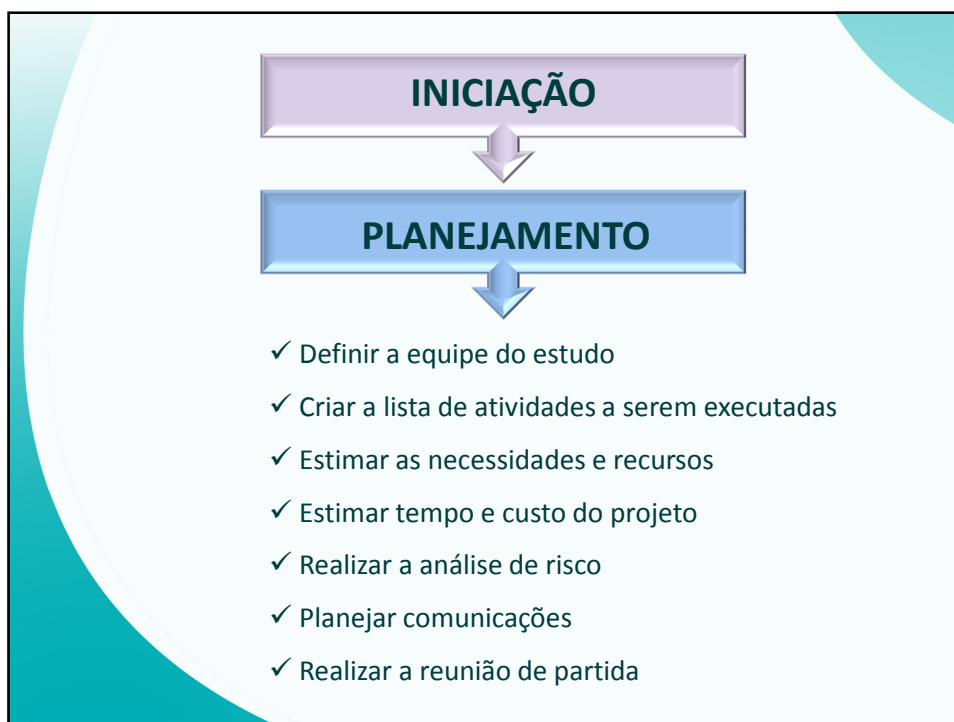 INICIAÇÃO
PLANEJAMENTO
✓ Definir a equipe do estudo
✓ Criar a lista de atividades a serem executadas
✓ Estimar as necessidades e recursos
✓ Estimar tempo e custo do projeto
✓ Realizar a análise de risco
✓ Planejar comunicações
✓ Realizar a reunião de partida